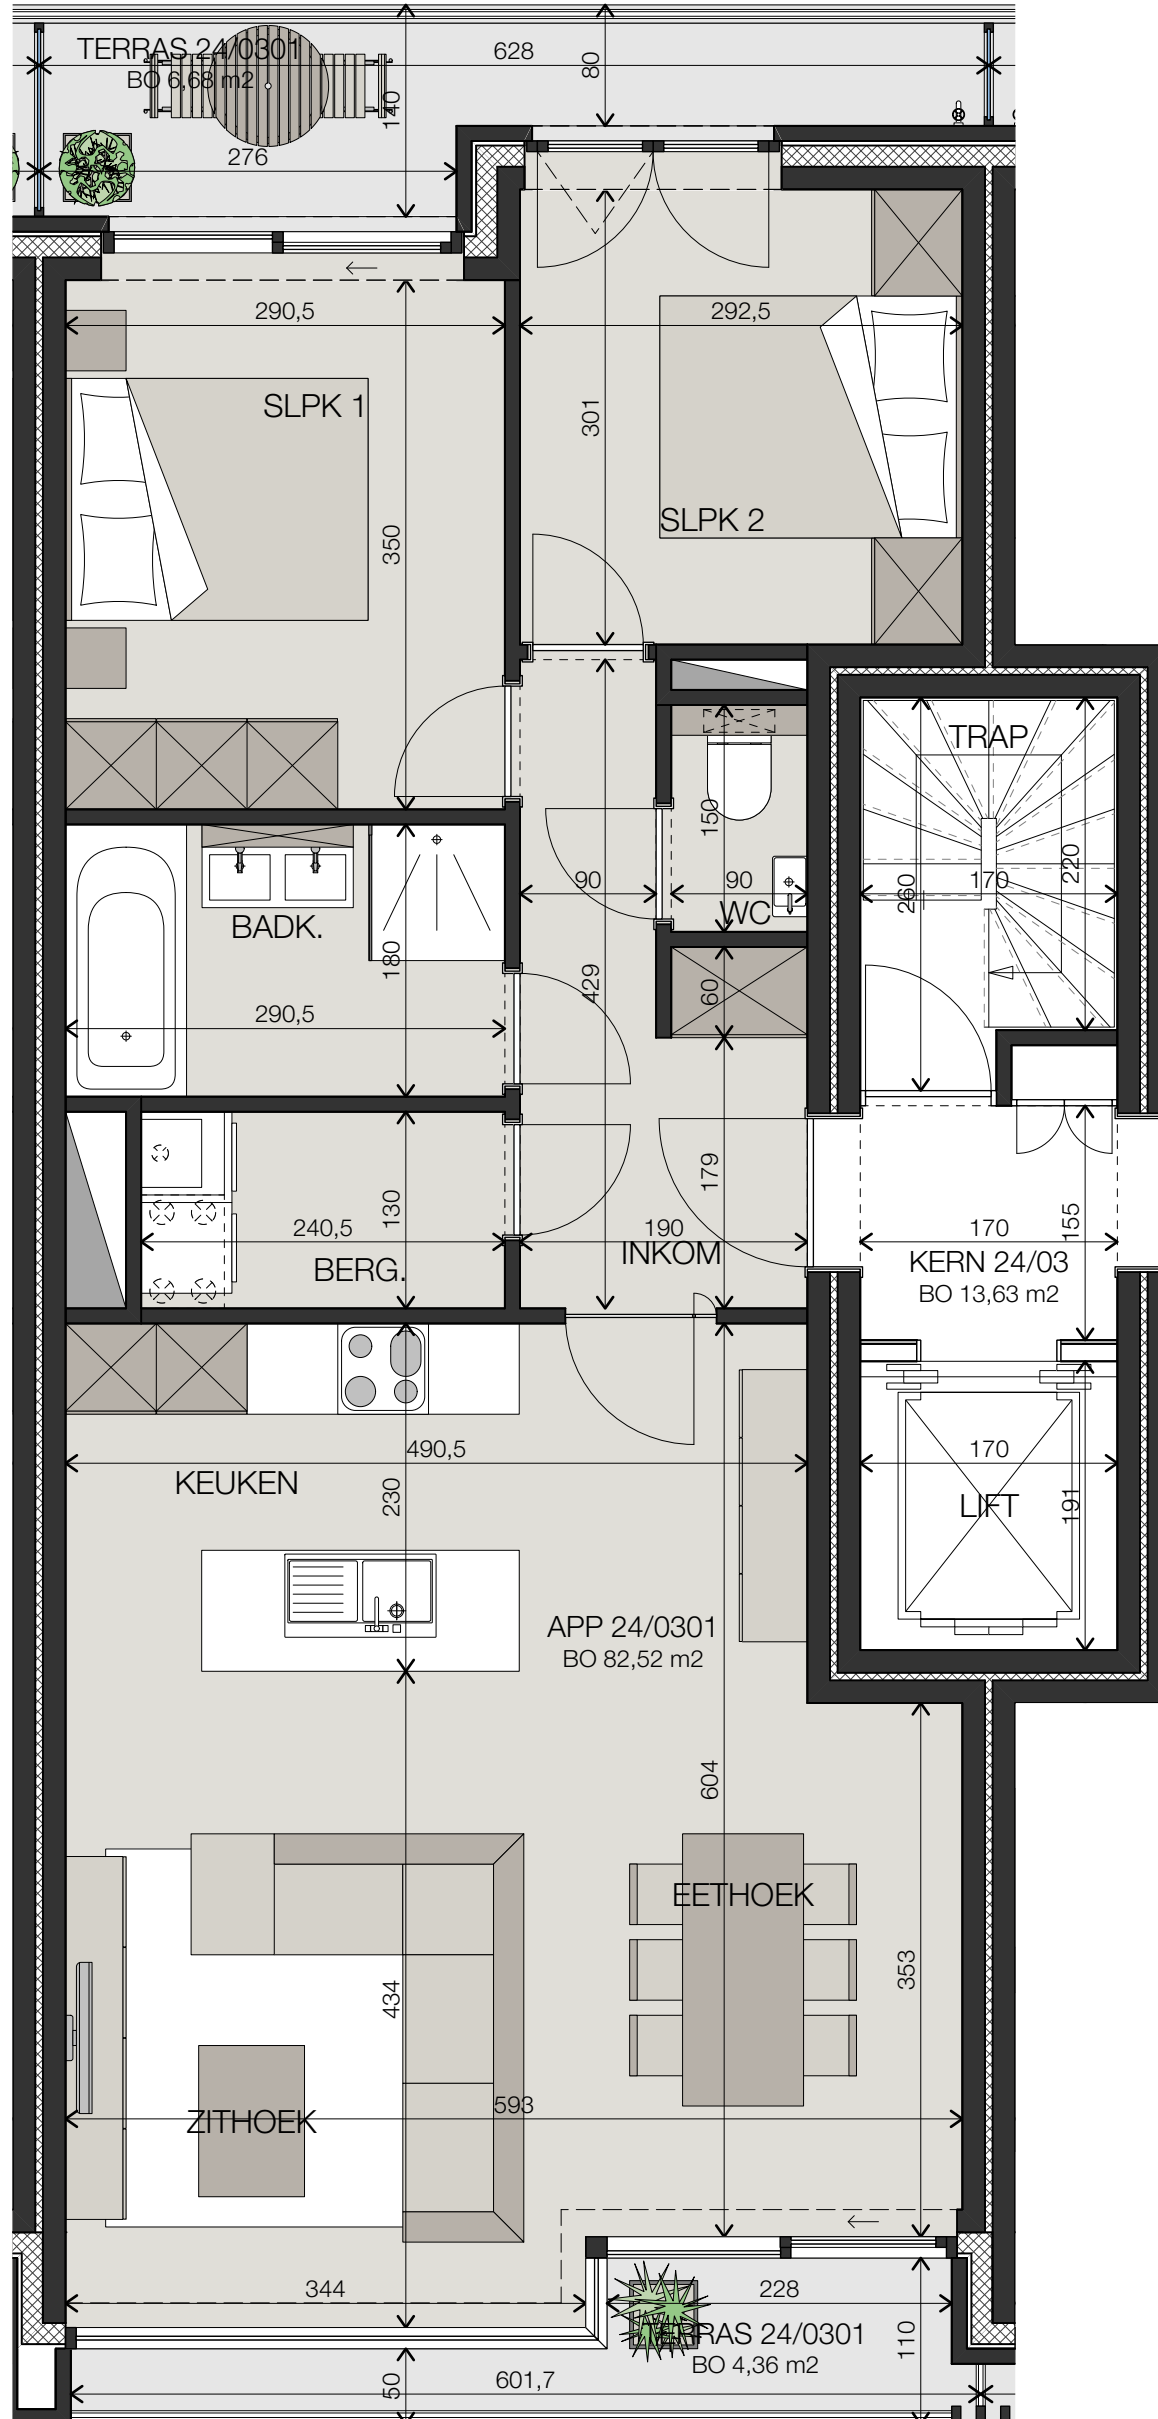 TERRAS 24/0301
BO 6,68 m2
628
80
140
276
290,5
292,5
SLPK 1
301
350
SLPK 2
TRAP
150
90
90
WC
260
170
220
BADK.
180
429
60
290,5
179
130
240,5
BERG.
190
INKOM
170
155
KERN 24/03
BO 13,63 m2
490,5
KEUKEN
230
170
LIFT
191
APP 24/0301
BO 82,52 m2
604
EETHOEK
434
353
593
ZITHOEK
344
228
TERRAS 24/0301
BO 4,36 m2
110
50
601,7